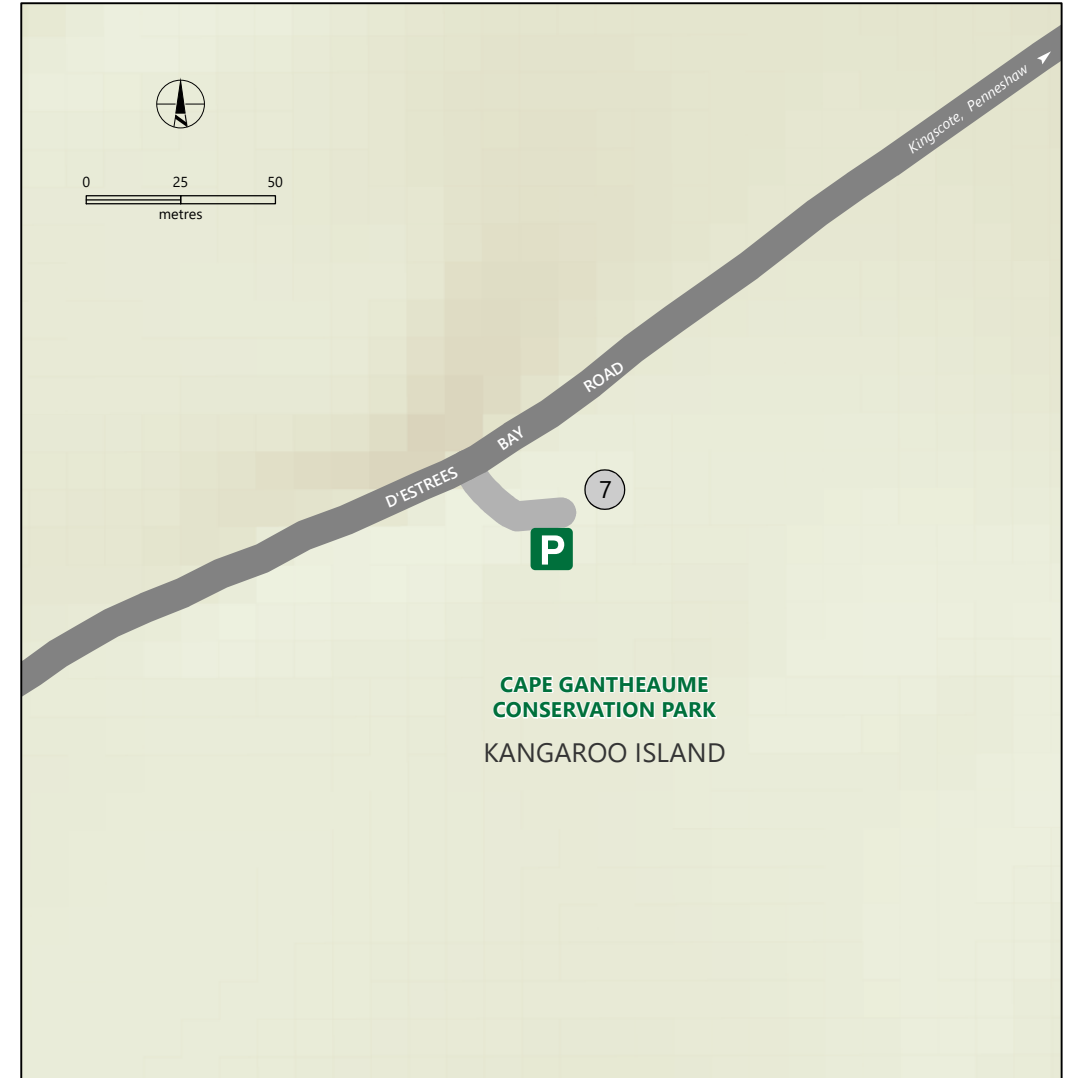 Kingscote, Penneshaw
0 25 50
metres
D'ESTREES BAY ROAD
7
P
CAPE GANTHEAUME
CONSERVATION PARK
KANGAROO ISLAND